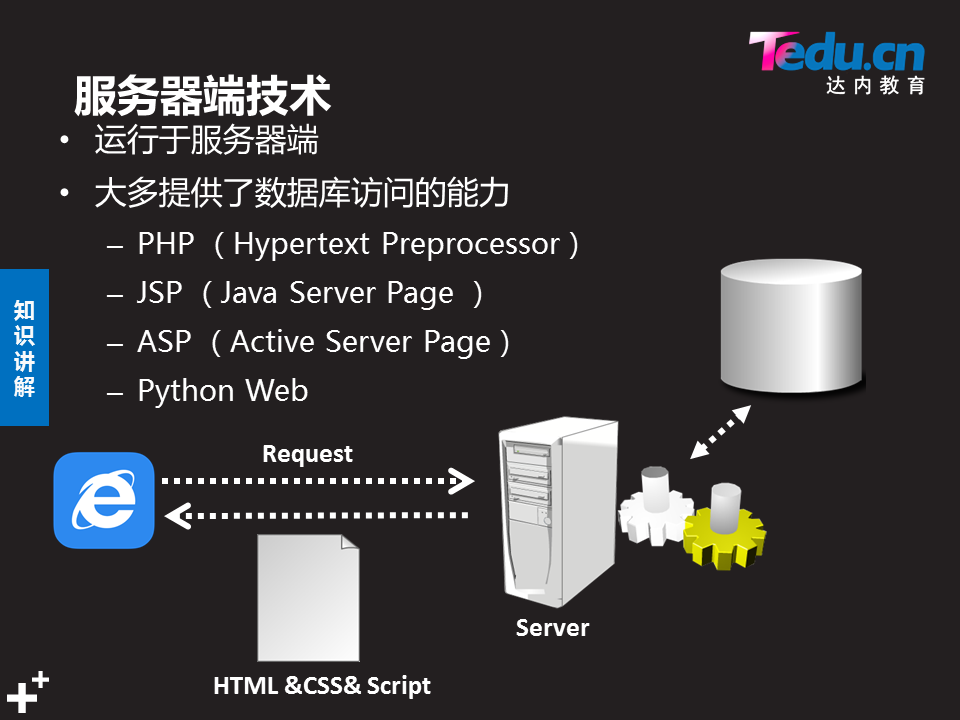 Tedu.cn
达内教育
服务器端技术
• 运行于服务器端
• 大多提供了数据库访问的能力
– PHP （Hypertext Preprocessor）
– JSP （Java Server Page ）
– ASP （Active Server Page）
– Python Web
知识讲解
Request
Server
HTML &CSS& Script